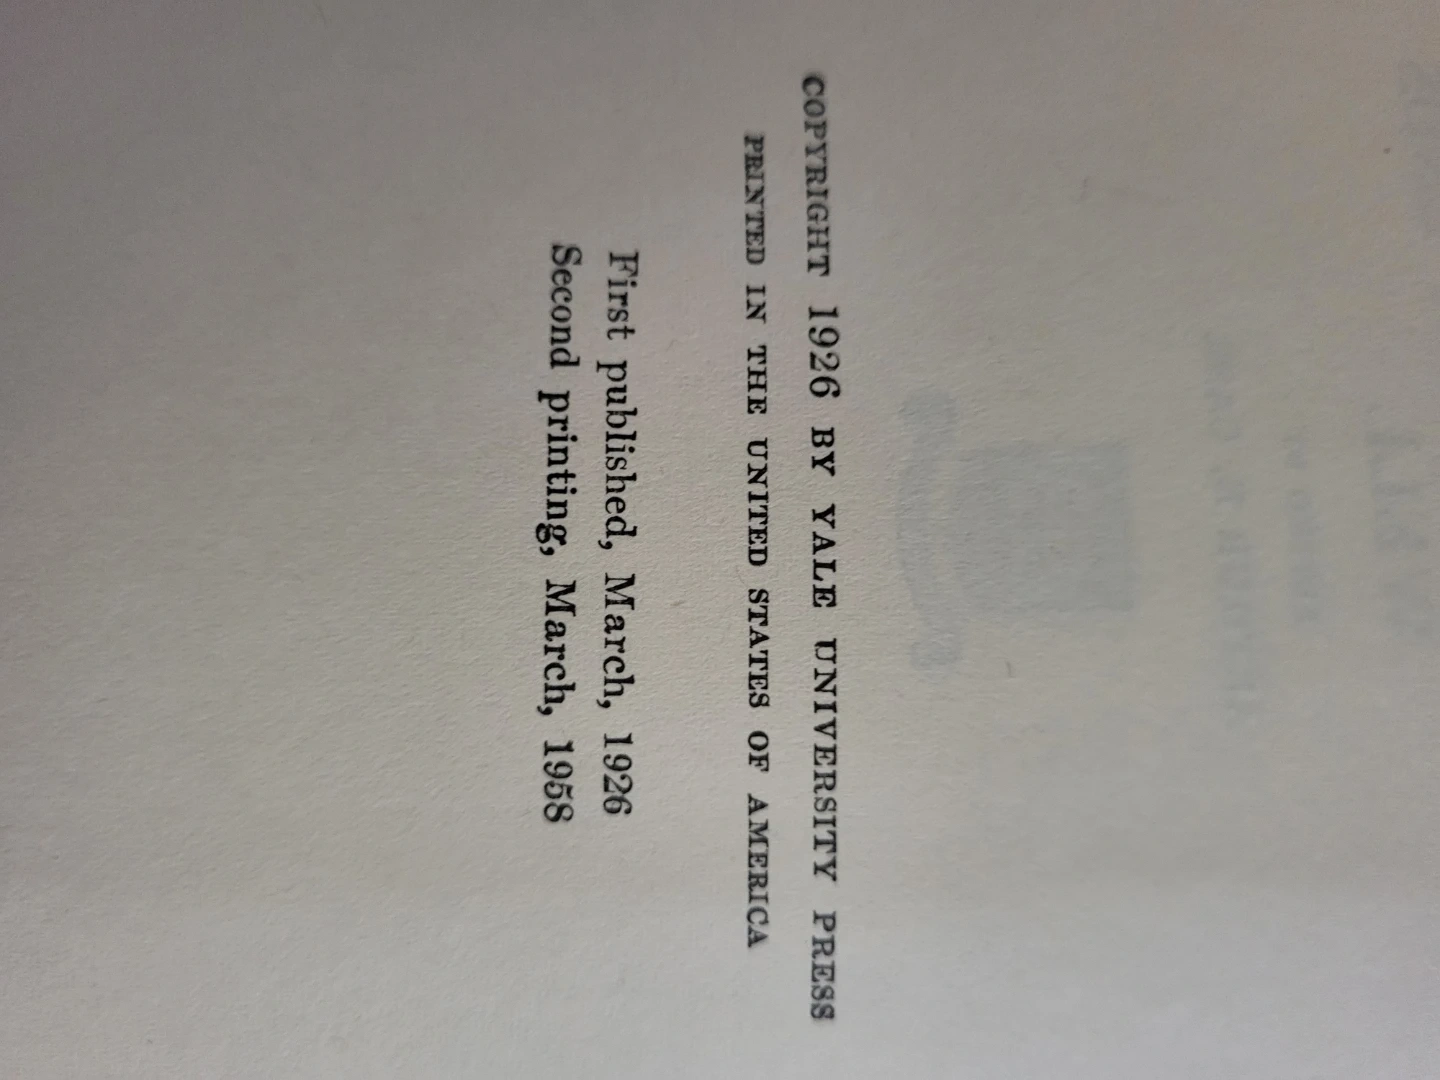 COPYRIGHT 1926 BY YALE UNIVERSITY PRESS
PRINTED IN THE UNITED STATES OF AMERICA
First published, March, 1926
Second printing, March, 1958